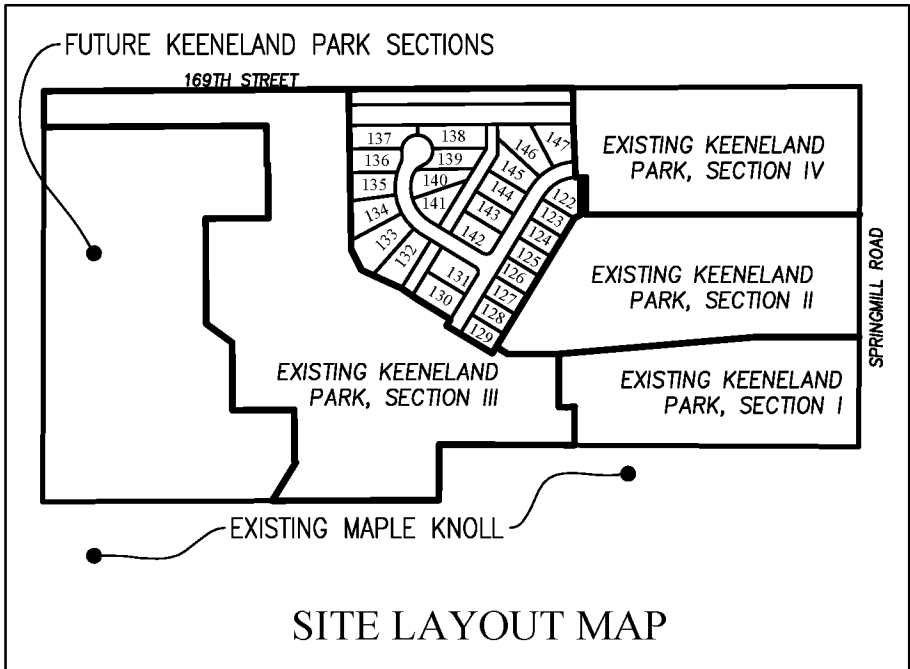 FUTURE KEENELAND PARK SECTIONS
169TH STREET
137
138
136
139
135
140
134
141
133
132
146
147
145
144
143
142
122
123
124
125
126
127
128
129
131
130
EXISTING KEENELAND
PARK, SECTION IV
EXISTING KEENELAND
PARK, SECTION II
SPRINGMILL ROAD
EXISTING KEENELAND
PARK, SECTION III
EXISTING KEENELAND
PARK, SECTION I
EXISTING MAPLE KNOLL
SITE LAYOUT MAP